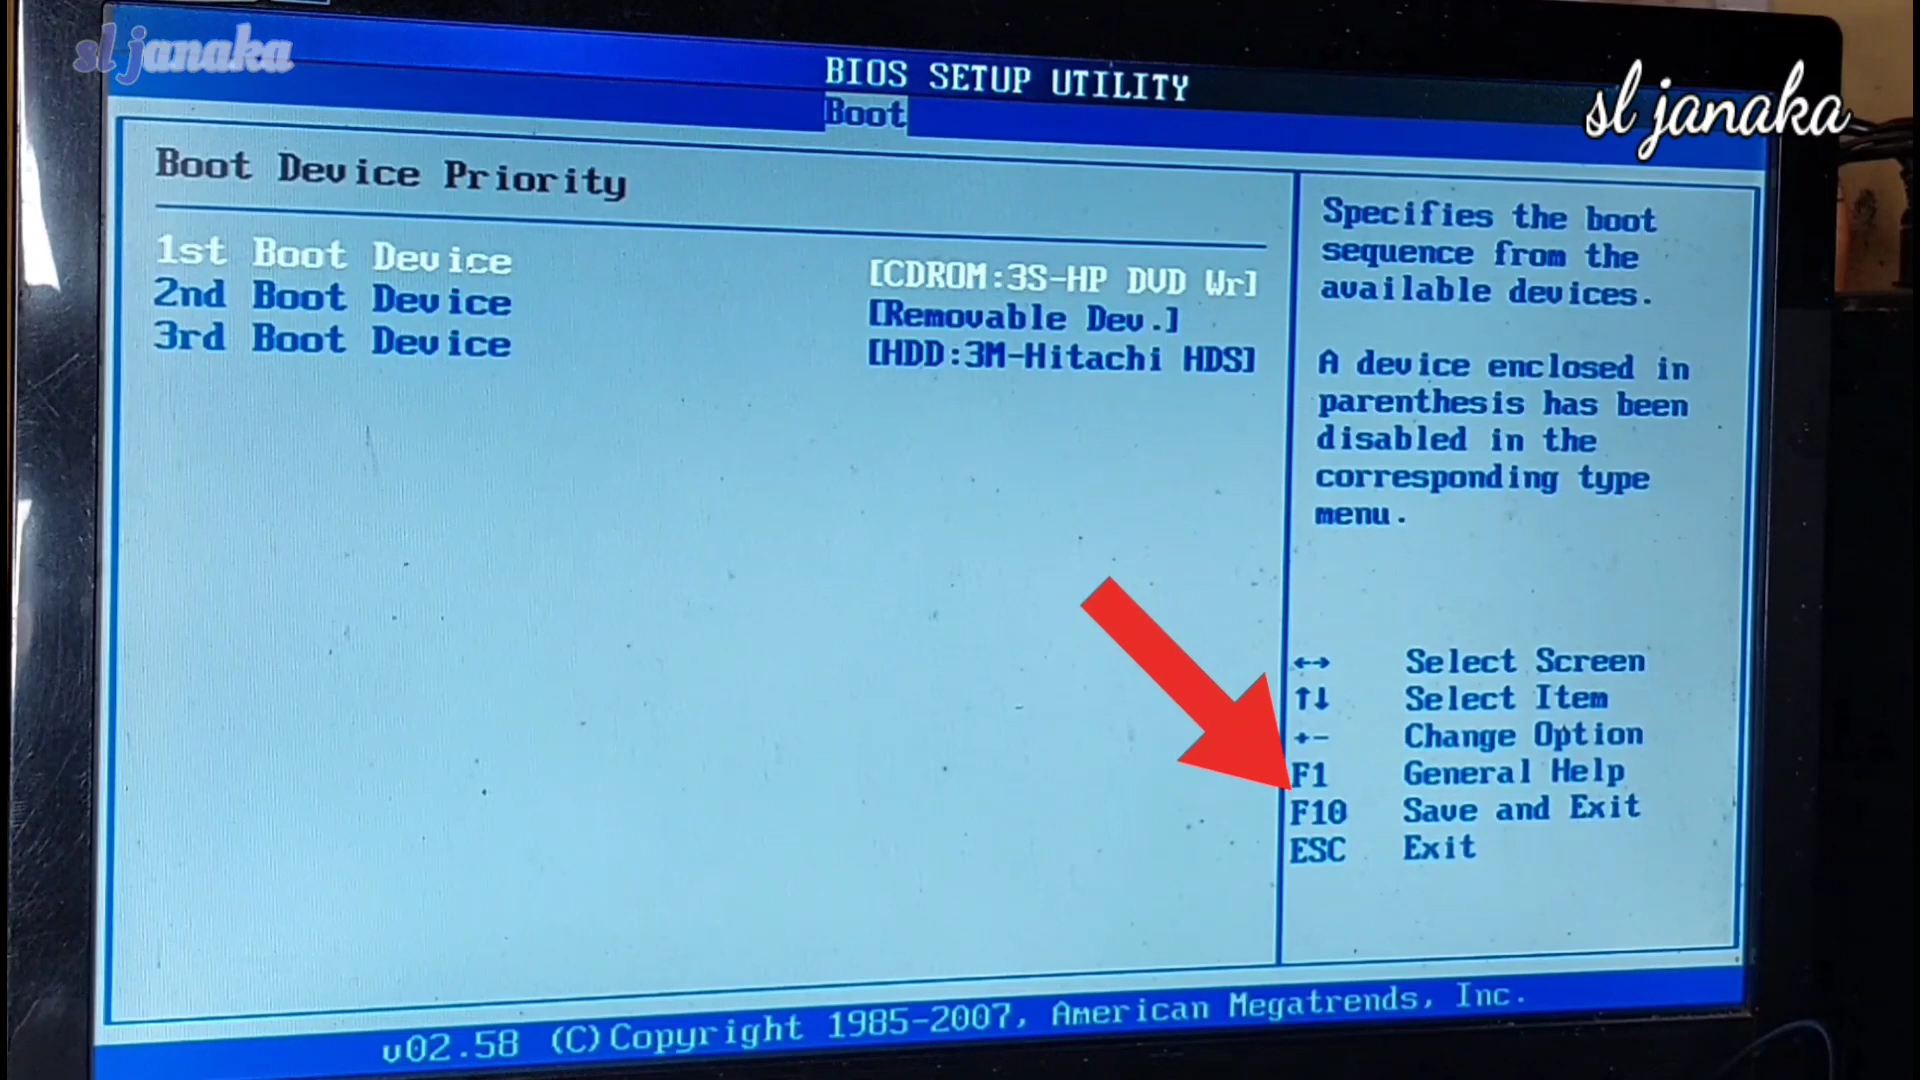 sl janaka
sl janaka
BIOS SETUP UTILITY
Boot
Boot Device Priority
1st Boot Device [CDROM:3S-HP DVD Wr]
2nd Boot Device [Removable Dev.]
3rd Boot Device [HDD:3M-Hitachi HDS]
Specifies the boot
sequence from the
available devices.
A device enclosed in
parenthesis has been
disabled in the
corresponding type
menu.
←→ Select Screen
↑↓ Select Item
+- Change Option
F1 General Help
F10 Save and Exit
ESC Exit
v02.58 (C)Copyright 1985-2007, American Megatrends, Inc.